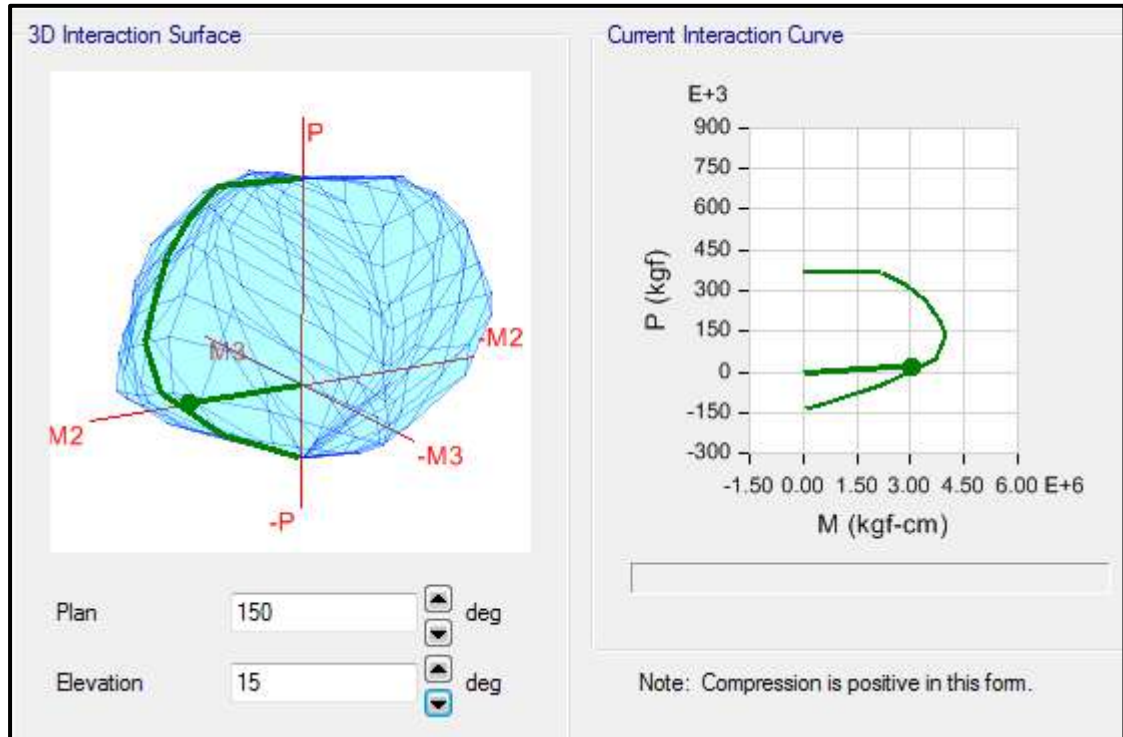 3D Interaction Surface
P
M3
-M2
M2
-M3
-P
Plan 150 deg
Elevation 15 deg
Current Interaction Curve
E+3
900
750
600
450
300
150
0
-150
-300
P (kgf)
-1.50 0.00 1.50 3.00 4.50 6.00 E+6
M (kgf-cm)
Note: Compression is positive in this form.